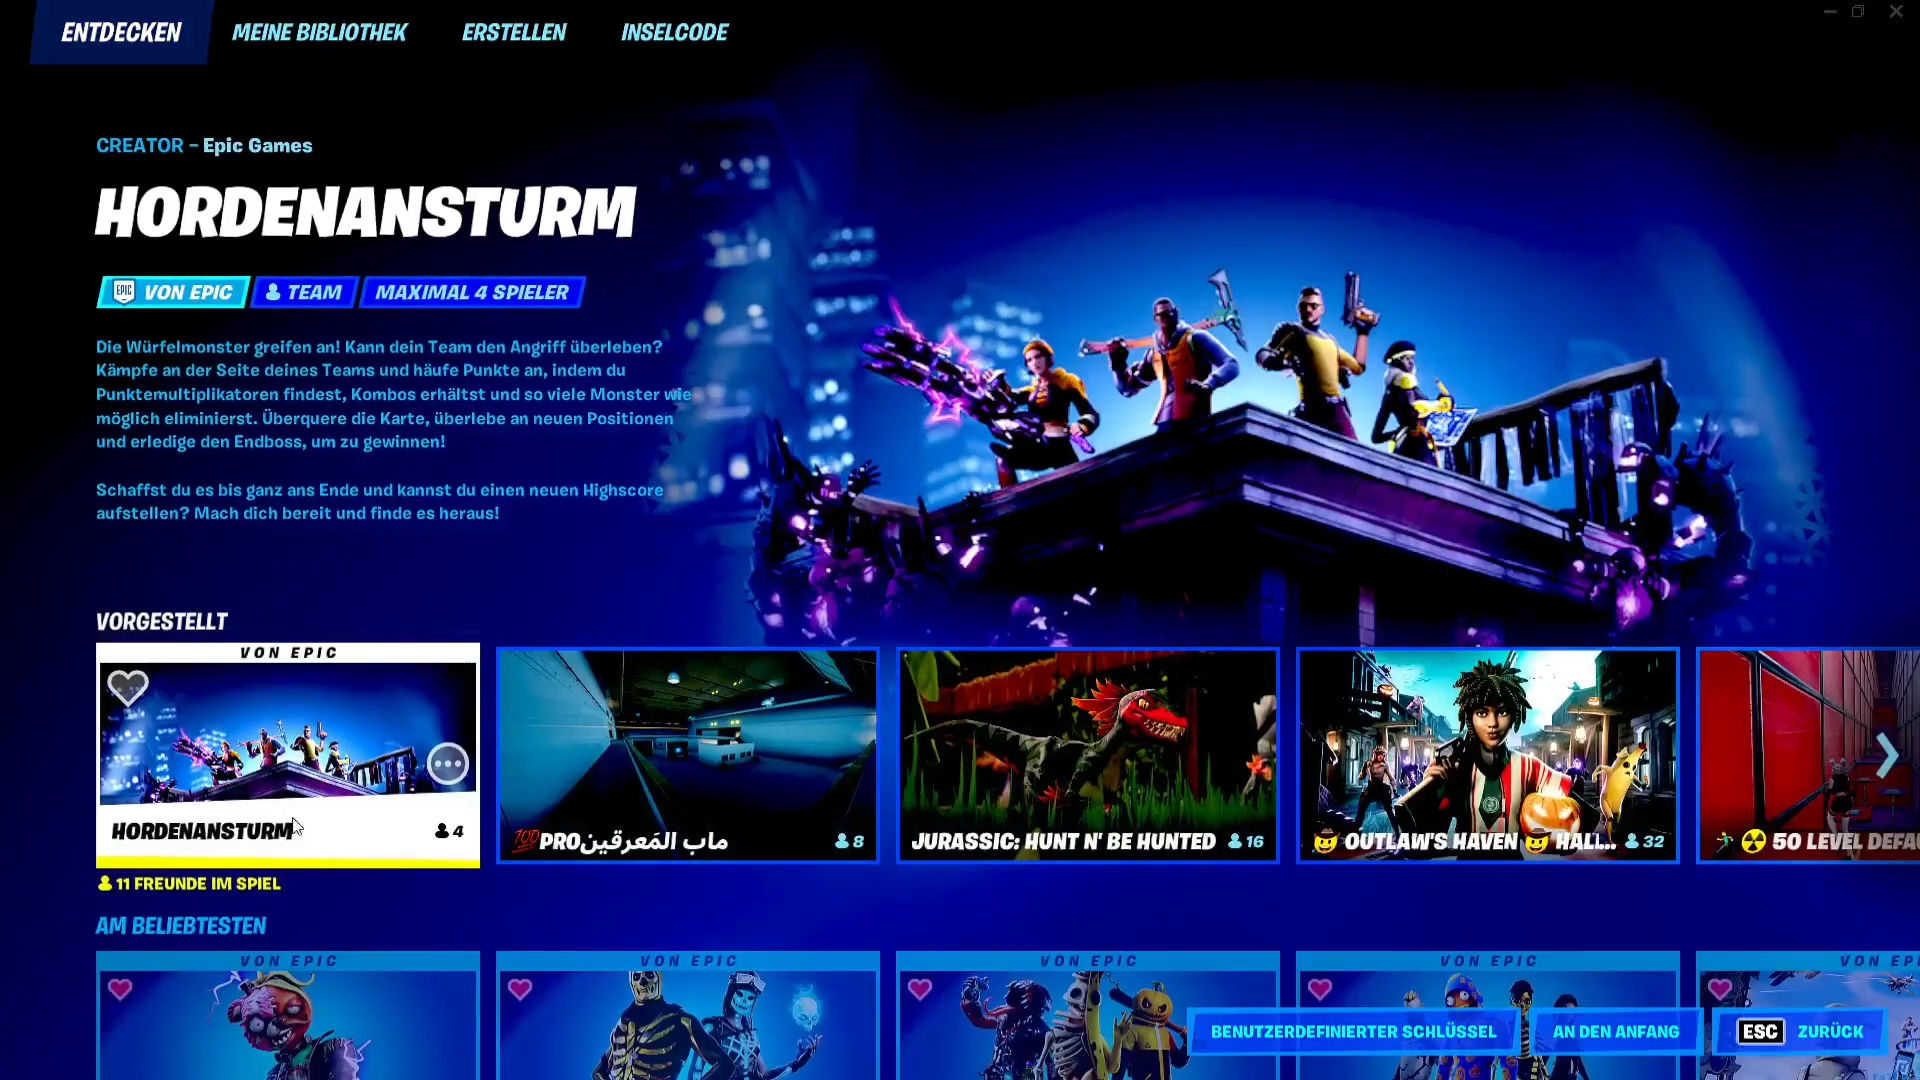 ENTDECKEN
MEINE BIBLIOTHEK
ERSTELLEN
INSELCODE
CREATOR – Epic Games
HORDENANSTURM
EPIC VON EPIC
TEAM
MAXIMAL 4 SPIELER
Die Würfelmonster greifen an! Kann dein Team den Angriff überleben?
Kämpfe an der Seite deines Teams und häufe Punkte an, indem du
Punktemultiplikatoren findest, Kombos erhältst und so viele Monster wie
möglich eliminierst. Überquere die Karte, überlebe an neuen Positionen
und erledige den Endboss, um zu gewinnen!
Schaffst du es bis ganz ans Ende und kannst du einen neuen Highscore
aufstellen? Mach dich bereit und finde es heraus!
VORGESTELLT
VON EPIC
HORDENANSTURM
4
💯PROماب المَعرقين
8
JURASSIC: HUNT N' BE HUNTED
16
🤠 OUTLAW'S HAVEN 🤠 HALL...
32
🏃 ☢️ 50 LEVEL DEFAU
11 FREUNDE IM SPIEL
AM BELIEBTESTEN
VON EPIC
VON EPIC
VON EPIC
VON EPIC
VON EPI
BENUTZERDEFINIERTER SCHLÜSSEL
AN DEN ANFANG
ESC ZURÜCK